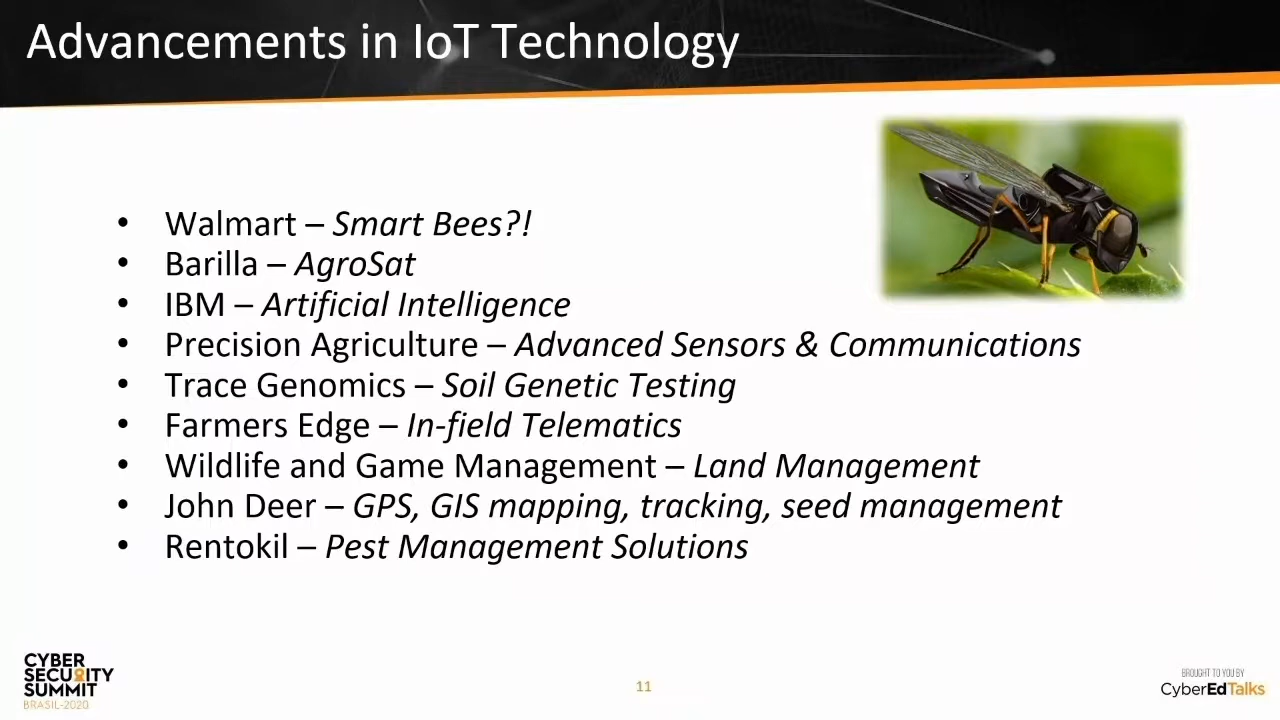 Advancements in IoT Technology
• Walmart – Smart Bees?!
• Barilla – AgroSat
• IBM – Artificial Intelligence
• Precision Agriculture – Advanced Sensors & Communications
• Trace Genomics – Soil Genetic Testing
• Farmers Edge – In-field Telematics
• Wildlife and Game Management – Land Management
• John Deer – GPS, GIS mapping, tracking, seed management
• Rentokil – Pest Management Solutions
CYBER
SECURITY
SUMMIT
BRASIL-2020
11
BROUGHT TO YOU BY
CyberEdTalks